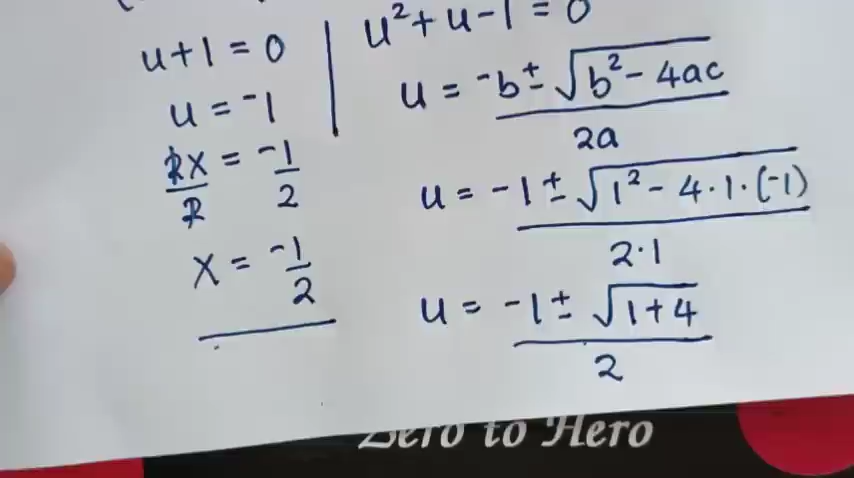 u+1 = 0
u = -1
2x/2 = -1/2
x = -1/2
u² + u - 1 = 0
u = -b ± √(b² - 4ac) / 2a
u = -1 ± √(1² - 4·1·(-1)) / 2·1
u = -1 ± √(1+4) / 2
Zero to Hero